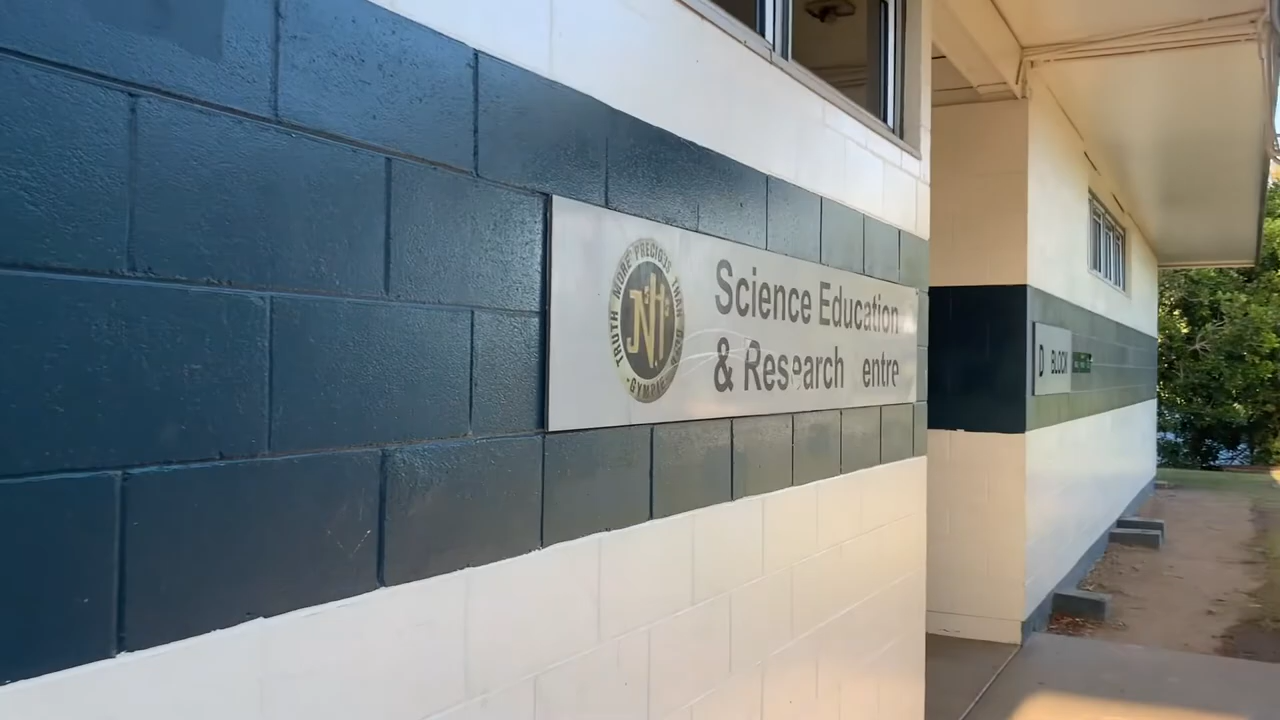 TRUTH MORE PRECIOUS THAN GOLD
GYMPIE
Science Education
& Research entre
D BLOCK